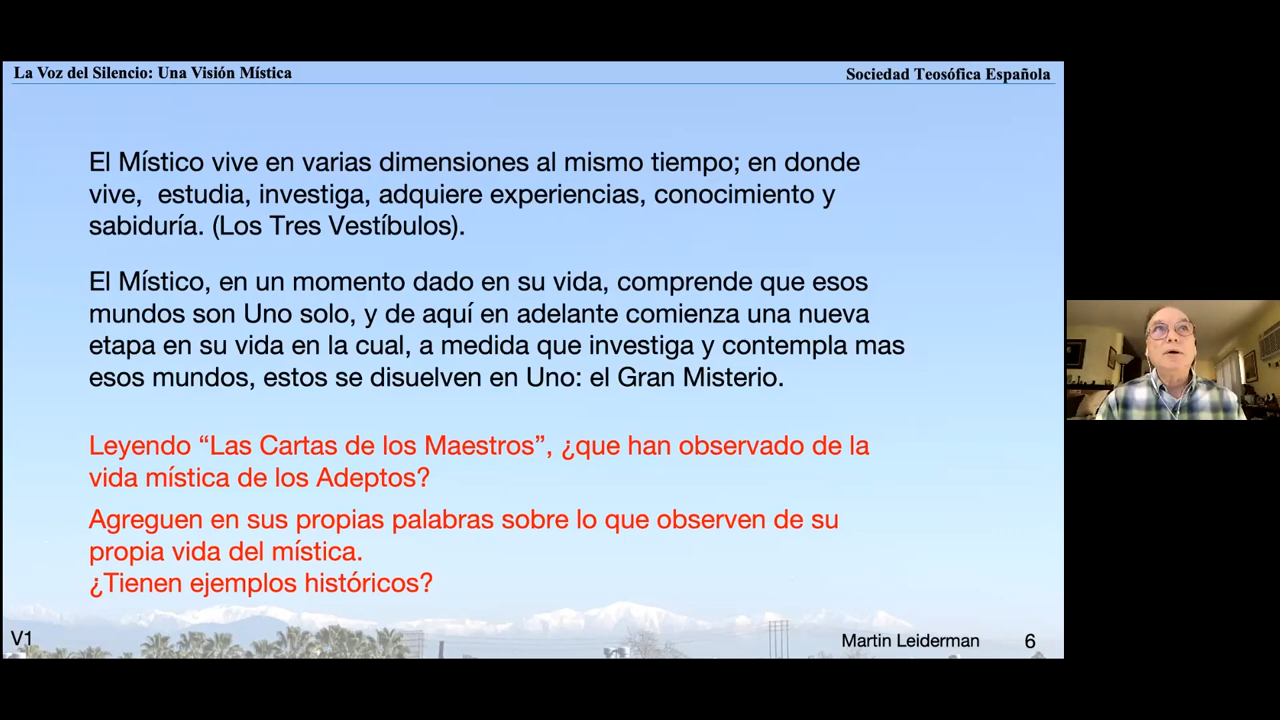 La Voz del Silencio: Una Visión Mística
Sociedad Teosófica Española
El Místico vive en varias dimensiones al mismo tiempo; en donde
vive,  estudia, investiga, adquiere experiencias, conocimiento y
sabiduría. (Los Tres Vestíbulos).
El Místico, en un momento dado en su vida, comprende que esos
mundos son Uno solo, y de aquí en adelante comienza una nueva
etapa en su vida en la cual, a medida que investiga y contempla mas
esos mundos, estos se disuelven en Uno: el Gran Misterio.
Leyendo “Las Cartas de los Maestros”, ¿que han observado de la
vida mística de los Adeptos?
Agreguen en sus propias palabras sobre lo que observen de su
propia vida del mística.
¿Tienen ejemplos históricos?
V1
Martin Leiderman
6